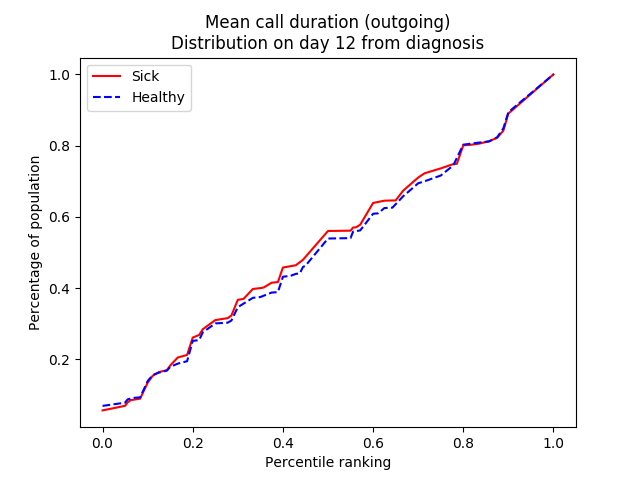 Mean call duration (outgoing)
Distribution on day 12 from diagnosis
Sick
Healthy
Percentage of population
1.0
0.8
0.6
0.4
0.2
0.0 0.2 0.4 0.6 0.8 1.0
Percentile ranking